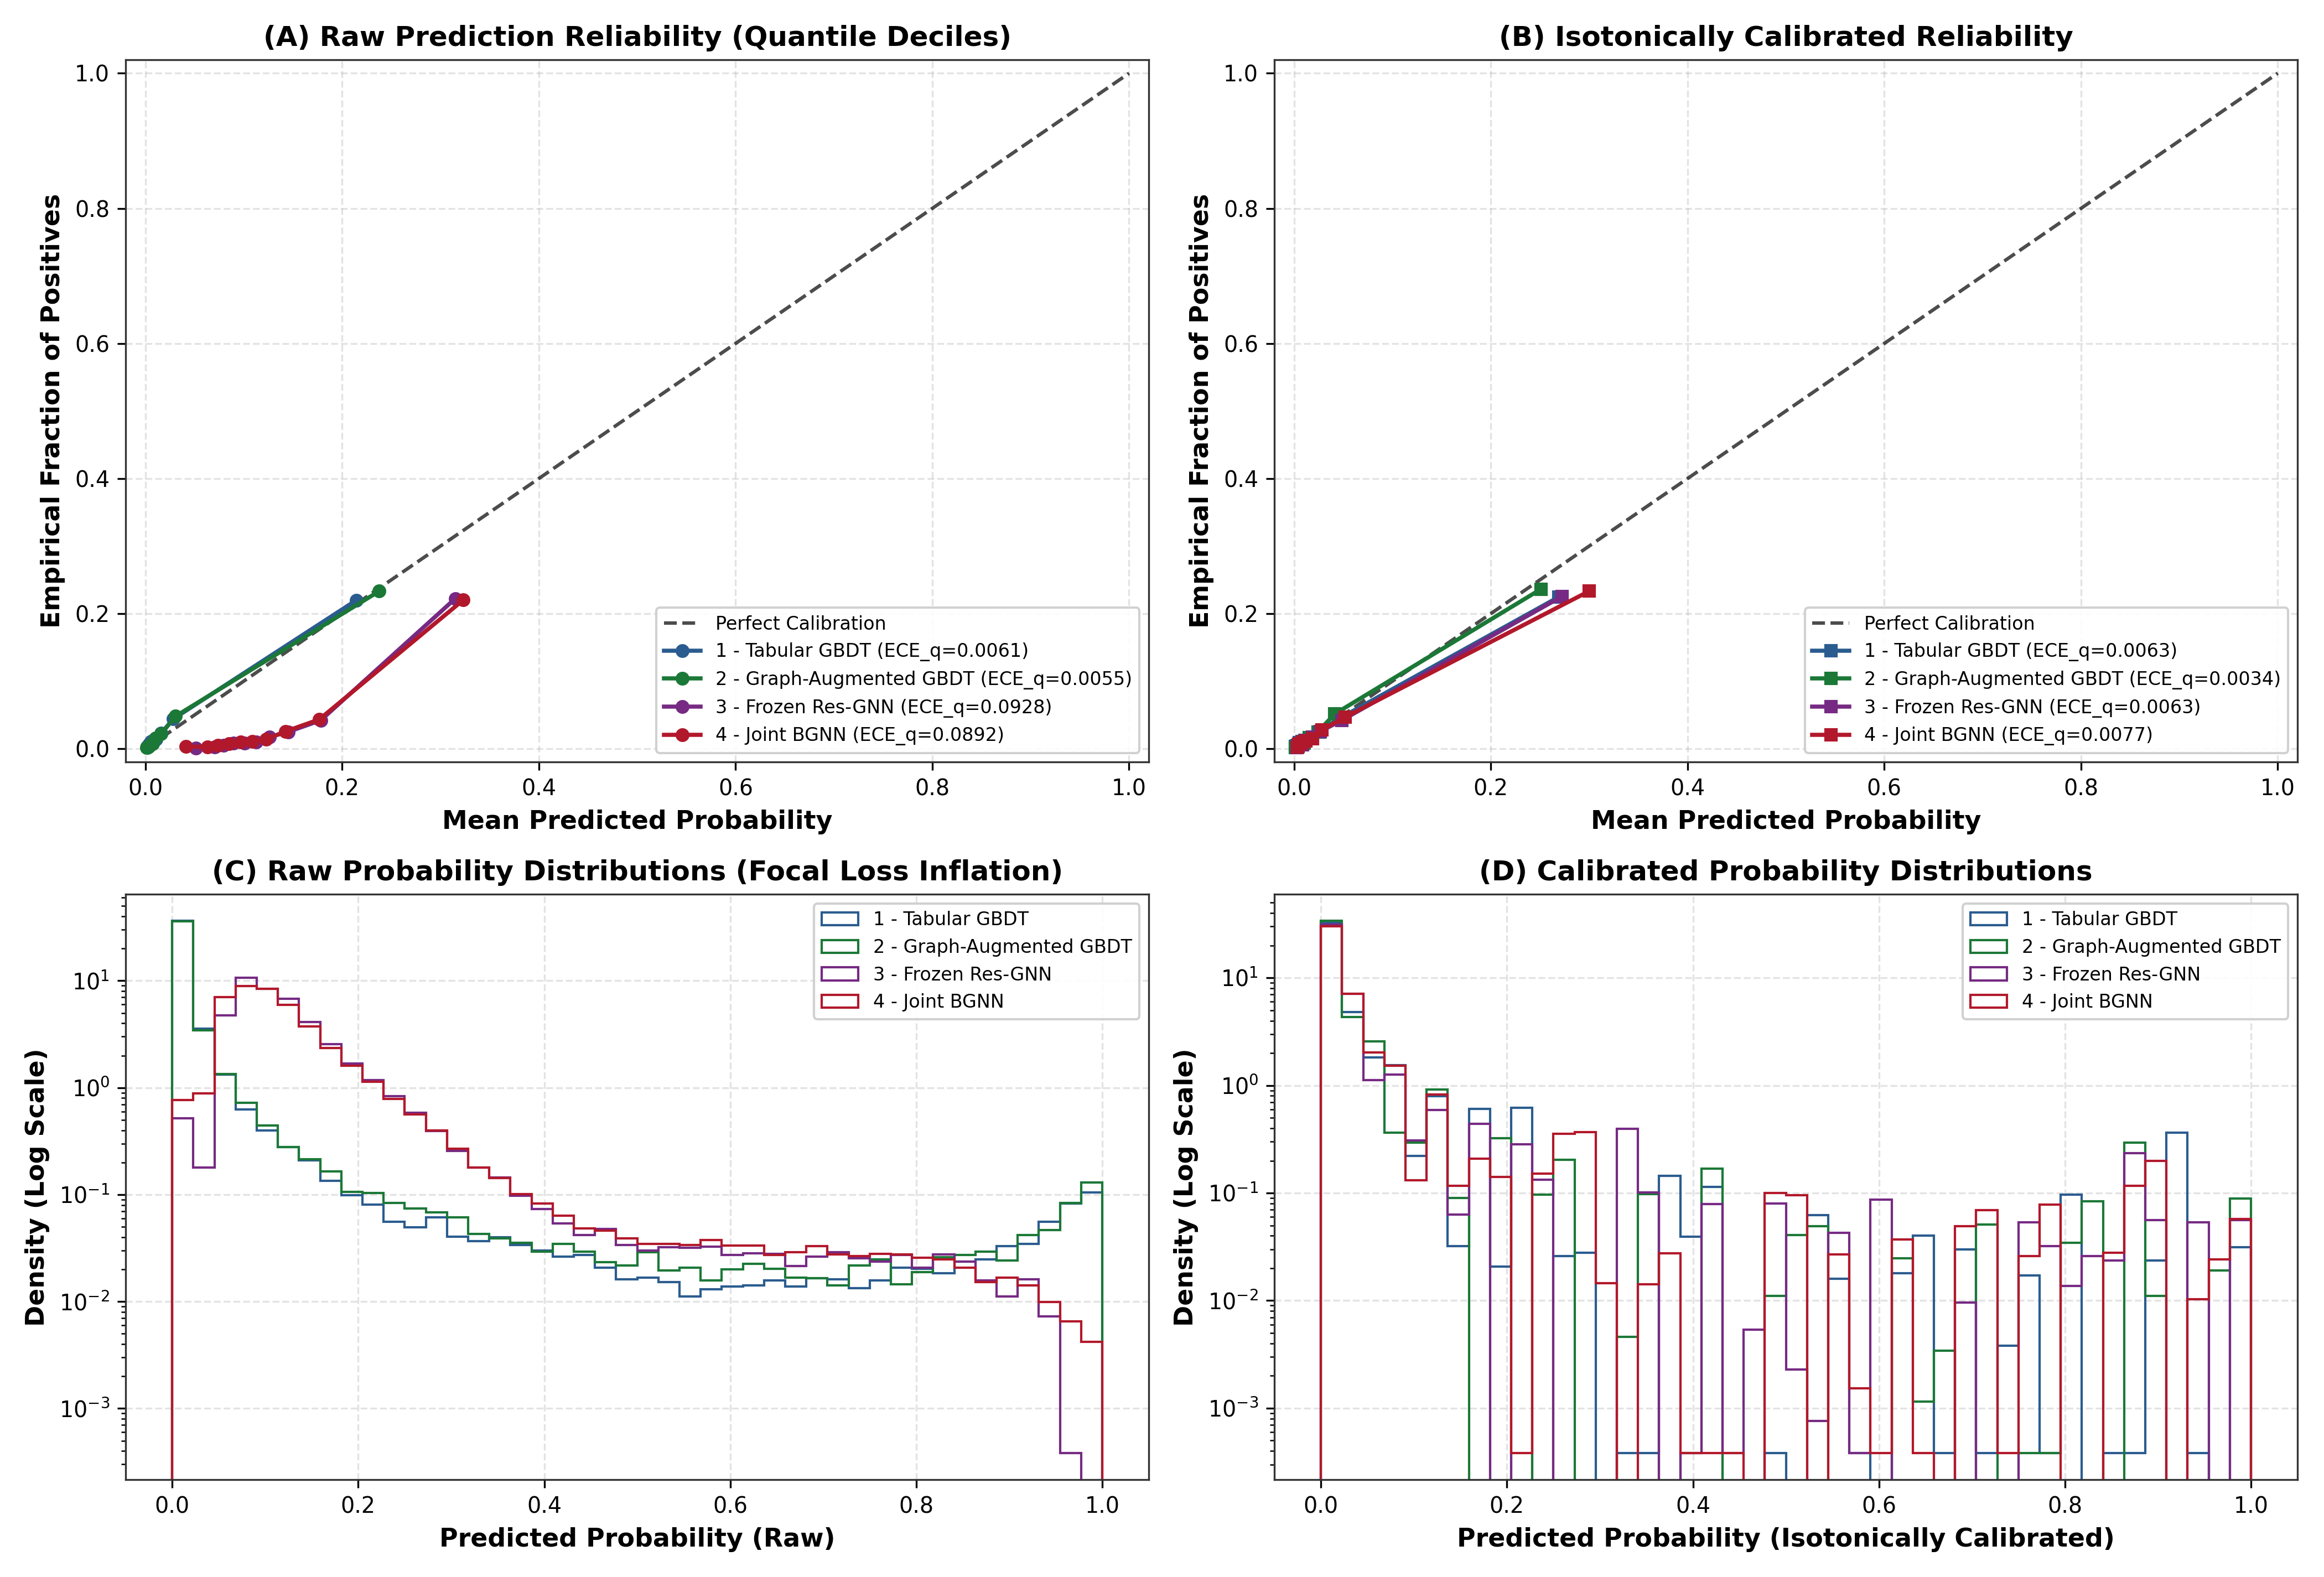 (A) Raw Prediction Reliability (Quantile Deciles)
1.0
0.8
0.6
0.4
0.2
0.0
Empirical Fraction of Positives
Perfect Calibration
1 - Tabular GBDT (ECE_q=0.0061)
2 - Graph-Augmented GBDT (ECE_q=0.0055)
3 - Frozen Res-GNN (ECE_q=0.0928)
4 - Joint BGNN (ECE_q=0.0892)
0.0 0.2 0.4 0.6 0.8 1.0
Mean Predicted Probability
(B) Isotonically Calibrated Reliability
1.0
0.8
0.6
0.4
0.2
0.0
Empirical Fraction of Positives
Perfect Calibration
1 - Tabular GBDT (ECE_q=0.0063)
2 - Graph-Augmented GBDT (ECE_q=0.0034)
3 - Frozen Res-GNN (ECE_q=0.0063)
4 - Joint BGNN (ECE_q=0.0077)
0.0 0.2 0.4 0.6 0.8 1.0
Mean Predicted Probability
(C) Raw Probability Distributions (Focal Loss Inflation)
1 - Tabular GBDT
2 - Graph-Augmented GBDT
3 - Frozen Res-GNN
4 - Joint BGNN
10¹
10⁰
10⁻¹
10⁻²
10⁻³
Density (Log Scale)
0.0 0.2 0.4 0.6 0.8 1.0
Predicted Probability (Raw)
(D) Calibrated Probability Distributions
1 - Tabular GBDT
2 - Graph-Augmented GBDT
3 - Frozen Res-GNN
4 - Joint BGNN
10¹
10⁰
10⁻¹
10⁻²
10⁻³
Density (Log Scale)
0.0 0.2 0.4 0.6 0.8 1.0
Predicted Probability (Isotonically Calibrated)